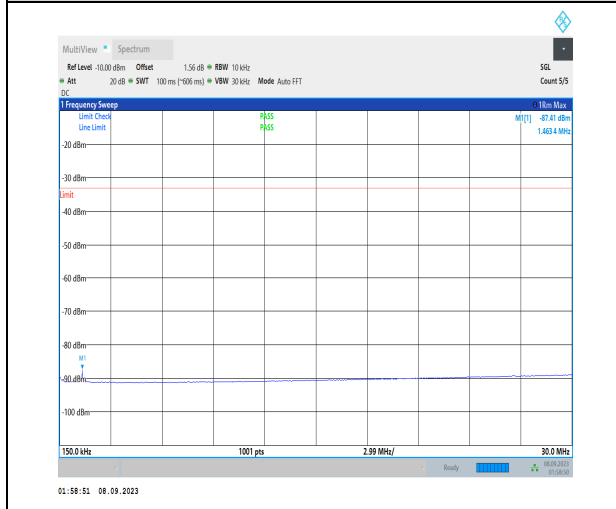 MultiView Spectrum
Ref Level -10.00 dBm Offset 1.56 dB RBW 10 kHz SGL
Att 20 dB SWT 100 ms (~606 ms) VBW 30 kHz Mode Auto FFT Count 5/5
DC
1 Frequency Sweep 1Rm Max
Limit Check PASS M1[1] -87.41 dBm
Line Limit PASS 1.463 4 MHz
-20 dBm
-30 dBm
Limit
-40 dBm
-50 dBm
-60 dBm
-70 dBm
-80 dBm
M1
-90 dBm
-100 dBm
150.0 kHz 1001 pts 2.99 MHz/ 30.0 MHz
Ready 08.09.2023
01:58:50
01:58:51 08.09.2023